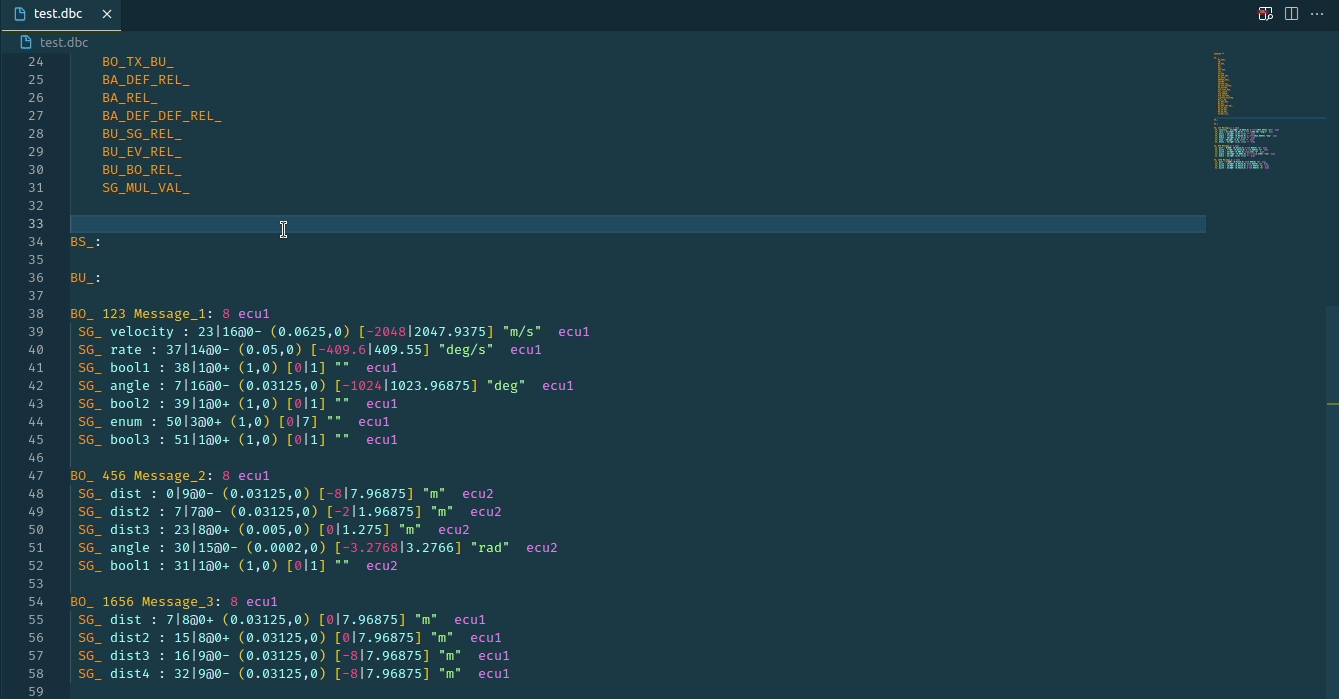 test.dbc
test.dbc
24 BO_TX_BU_
25 BA_DEF_REL_
26 BA_REL_
27 BA_DEF_DEF_REL_
28 BU_SG_REL_
29 BU_EV_REL_
30 BU_BO_REL_
31 SG_MUL_VAL_
32
33
34 BS_:
35
36 BU_:
37
38 BO_ 123 Message_1: 8 ecu1
39 SG_ velocity : 23|16@0- (0.0625,0) [-2048|2047.9375] "m/s"  ecu1
40 SG_ rate : 37|14@0- (0.05,0) [-409.6|409.55] "deg/s"  ecu1
41 SG_ bool1 : 38|1@0+ (1,0) [0|1] ""  ecu1
42 SG_ angle : 7|16@0- (0.03125,0) [-1024|1023.96875] "deg"  ecu1
43 SG_ bool2 : 39|1@0+ (1,0) [0|1] ""  ecu1
44 SG_ enum : 50|3@0+ (1,0) [0|7] ""  ecu1
45 SG_ bool3 : 51|1@0+ (1,0) [0|1] ""  ecu1
46
47 BO_ 456 Message_2: 8 ecu1
48 SG_ dist : 0|9@0- (0.03125,0) [-8|7.96875] "m"  ecu2
49 SG_ dist2 : 7|7@0- (0.03125,0) [-2|1.96875] "m"  ecu2
50 SG_ dist3 : 23|8@0+ (0.005,0) [0|1.275] "m"  ecu2
51 SG_ angle : 30|15@0- (0.0002,0) [-3.2768|3.2766] "rad"  ecu2
52 SG_ bool1 : 31|1@0+ (1,0) [0|1] ""  ecu2
53
54 BO_ 1656 Message_3: 8 ecu1
55 SG_ dist : 7|8@0+ (0.03125,0) [0|7.96875] "m"  ecu1
56 SG_ dist2 : 15|8@0+ (0.03125,0) [0|7.96875] "m"  ecu1
57 SG_ dist3 : 16|9@0- (0.03125,0) [-8|7.96875] "m"  ecu1
58 SG_ dist4 : 32|9@0- (0.03125,0) [-8|7.96875] "m"  ecu1
59